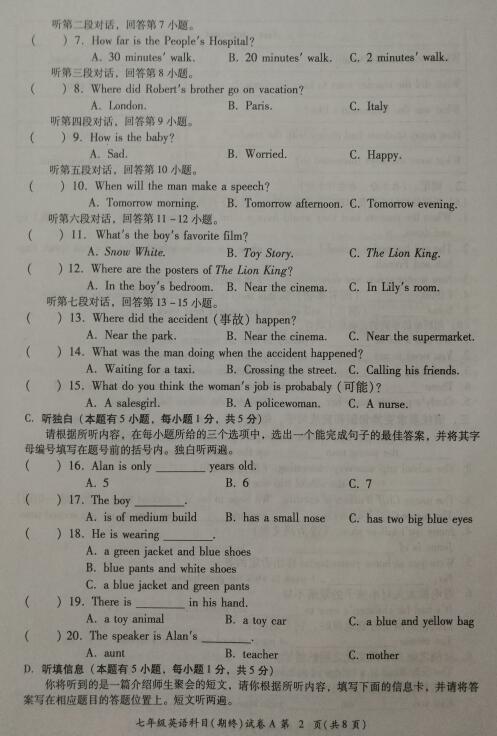 听第二段对话，回答第 7 小题。
(    ) 7. How far is the People's Hospital?
A. 30 minutes' walk. B. 20 minutes' walk. C. 2 minutes' walk.
听第三段对话，回答第 8 小题。
(    ) 8. Where did Robert's brother go on vacation?
A. London. B. Paris. C. Italy
听第四段对话，回答第 9 小题。
(    ) 9. How is the baby?
A. Sad. B. Worried. C. Happy.
听第五段对话，回答第 10 小题。
(    ) 10. When will the man make a speech?
A. Tomorrow morning. B. Tomorrow afternoon. C. Tomorrow evening.
听第六段对话，回答第 11－12 小题。
(    ) 11. What's the boy's favorite film?
A. Snow White. B. Toy Story. C. The Lion King.
(    ) 12. Where are the posters of The Lion King?
A. In the boy's bedroom. B. Near the cinema. C. In Lily's room.
听第七段对话，回答第 13－15 小题。
(    ) 13. Where did the accident (事故) happen?
A. Near the park. B. Near the cinema. C. Near the supermarket.
(    ) 14. What was the man doing when the accident happened?
A. Waiting for a taxi. B. Crossing the street. C. Calling his friends.
(    ) 15. What do you think the woman's job is probabaly (可能)?
A. A salesgirl. B. A policewoman. C. A nurse.
C. 听独白（本题有 5 小题，每小题 1 分，共 5 分）
请根据所听内容，在每小题所给的三个选项中，选出一个能完成句子的最佳答案，并将其字
母编号填写在题号前的括号内。独白听两遍。
(    ) 16. Alan is only ________ years old.
A. 5 B. 6 C. 7
(    ) 17. The boy ________.
A. is of medium build B. has a small nose C. has two big blue eyes
(    ) 18. He is wearing ________.
A. a green jacket and blue shoes
B. blue pants and white shoes
C. a blue jacket and green pants
(    ) 19. There is ________ in his hand.
A. a toy animal B. a toy car C. a blue and yellow bag
(    ) 20. The speaker is Alan's ________.
A. aunt B. teacher C. mother
D. 听填信息（本题有 5 小题，每小题 1 分，共 5 分）
你将听到的是一篇介绍师生聚会的短文，请你根据所听内容，填写下面的信息卡，并请将答
案写在相应题目的答题位置上。短文听两遍。
七年级英语科目(期终)试卷 A 第 2 页(共 8 页)